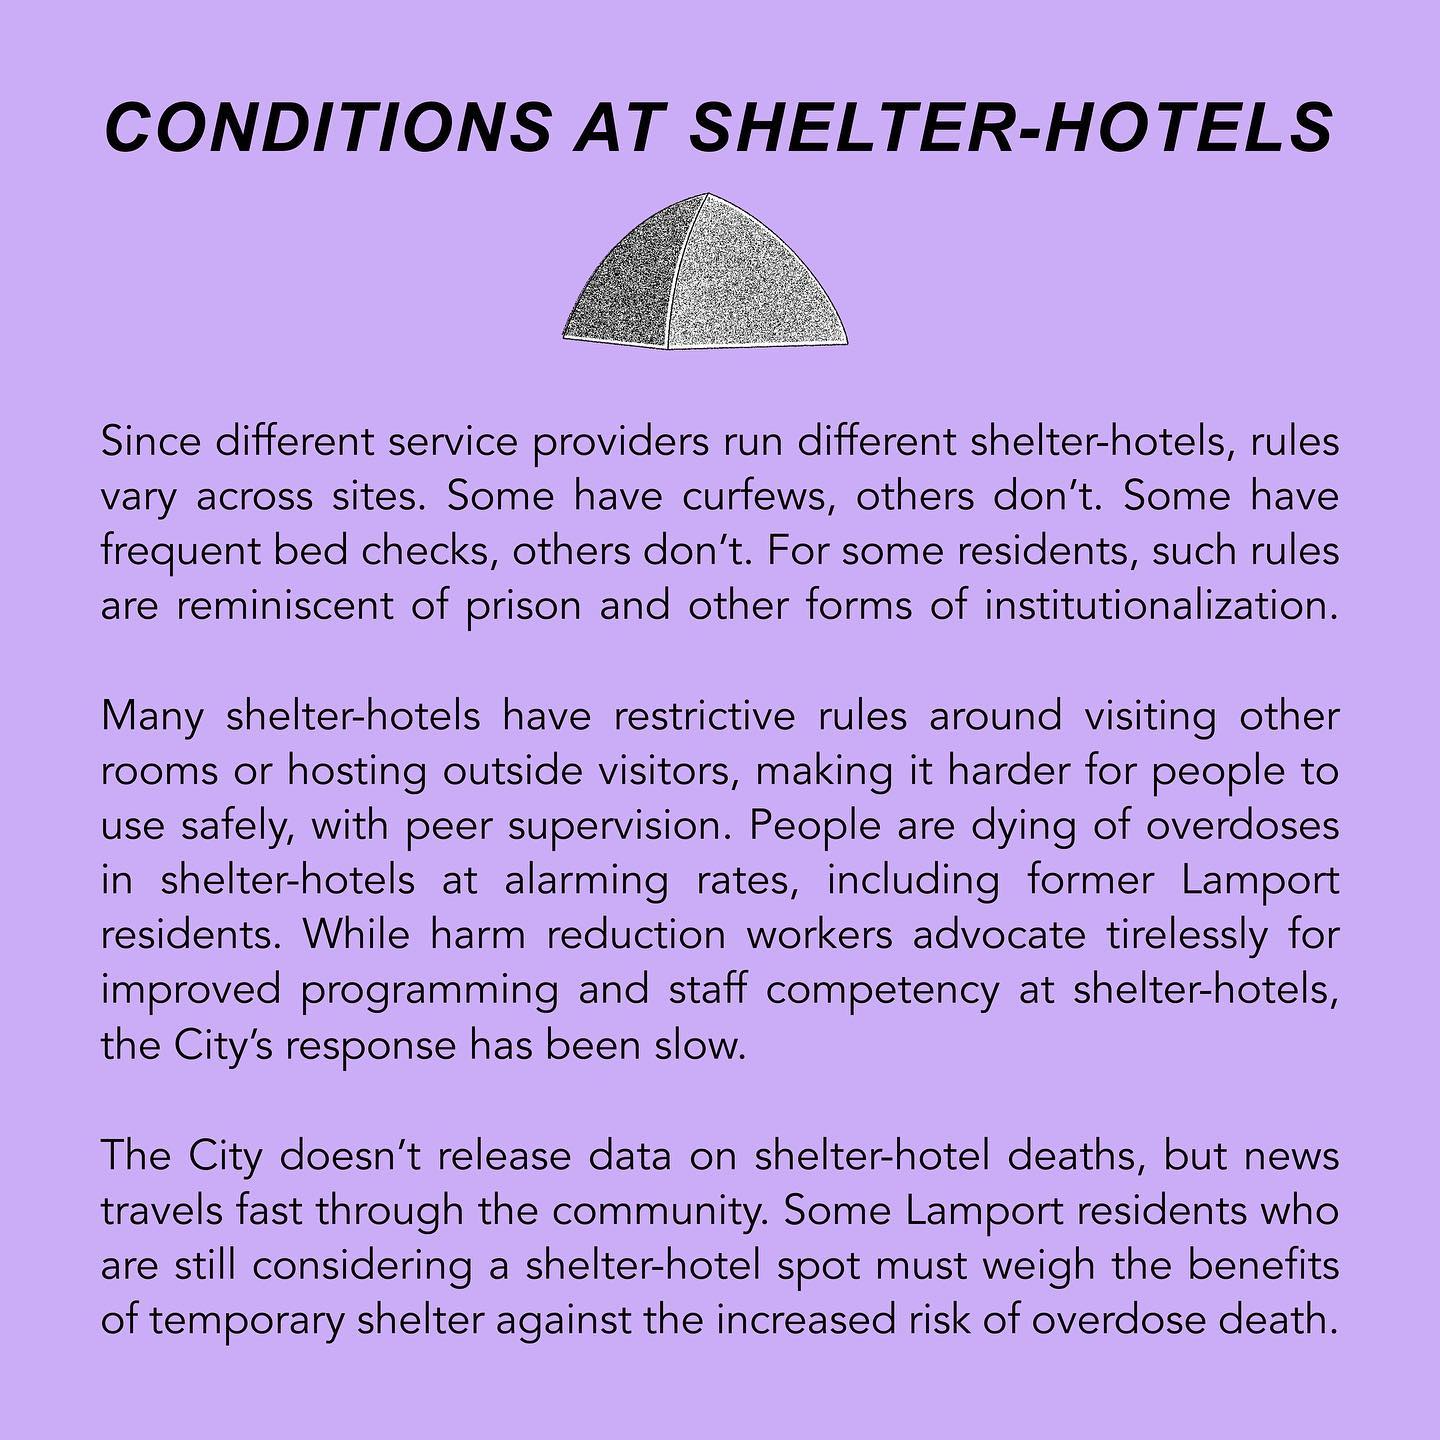 CONDITIONS AT SHELTER-HOTELS
Since different service providers run different shelter-hotels, rules
vary across sites. Some have curfews, others don’t. Some have
frequent bed checks, others don’t. For some residents, such rules
are reminiscent of prison and other forms of institutionalization.
Many shelter-hotels have restrictive rules around visiting other
rooms or hosting outside visitors, making it harder for people to
use safely, with peer supervision. People are dying of overdoses
in shelter-hotels at alarming rates, including former Lamport
residents. While harm reduction workers advocate tirelessly for
improved programming and staff competency at shelter-hotels,
the City’s response has been slow.
The City doesn’t release data on shelter-hotel deaths, but news
travels fast through the community. Some Lamport residents who
are still considering a shelter-hotel spot must weigh the benefits
of temporary shelter against the increased risk of overdose death.